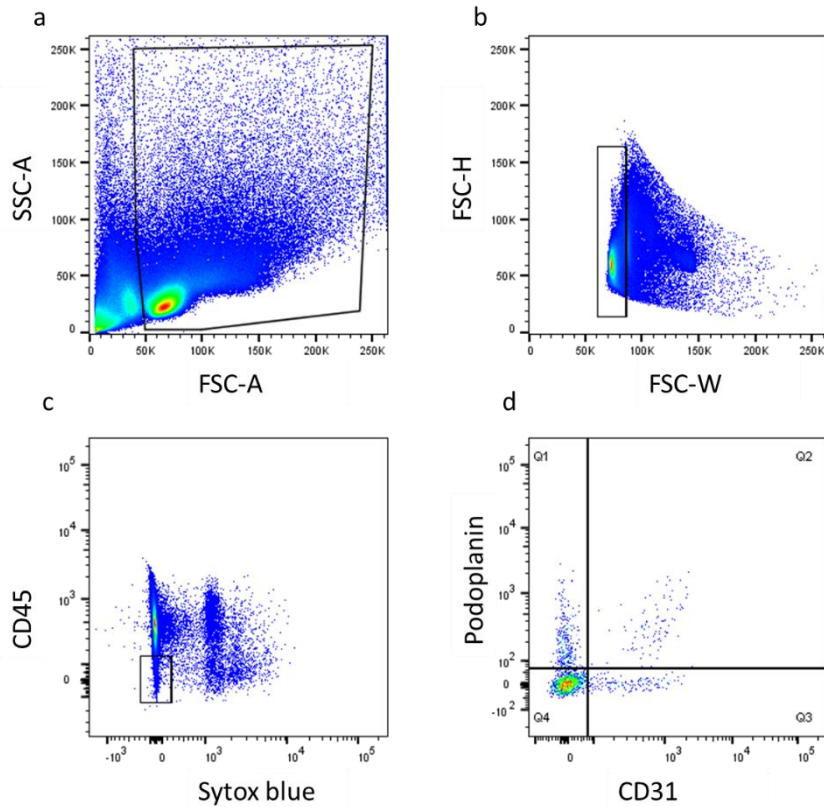 a
250K
200K
150K
100K
50K
0
SSC-A
0 50K 100K 150K 200K 250K
FSC-A
b
250K
200K
150K
100K
50K
0
FSC-H
0 50K 100K 150K 200K 250K
FSC-W
c
10^5
10^4
10^3
0
CD45
-10^3 0 10^3 10^4 10^5
Sytox blue
d
Q1 Q2
10^5
10^4
10^3
10^2
0
-10^2
Podoplanin
Q4 Q3
0 10^3 10^4 10^5
CD31